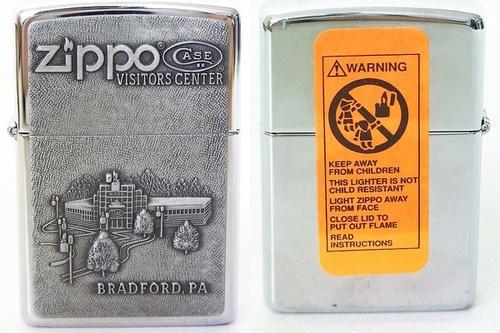 zippo® CASE
XX
VISITORS CENTER
BRADFORD, PA
WARNING
KEEP AWAY
FROM CHILDREN
THIS LIGHTER IS NOT
CHILD RESISTANT
LIGHT ZIPPO AWAY
FROM FACE
CLOSE LID TO
PUT OUT FLAME
READ
INSTRUCTIONS